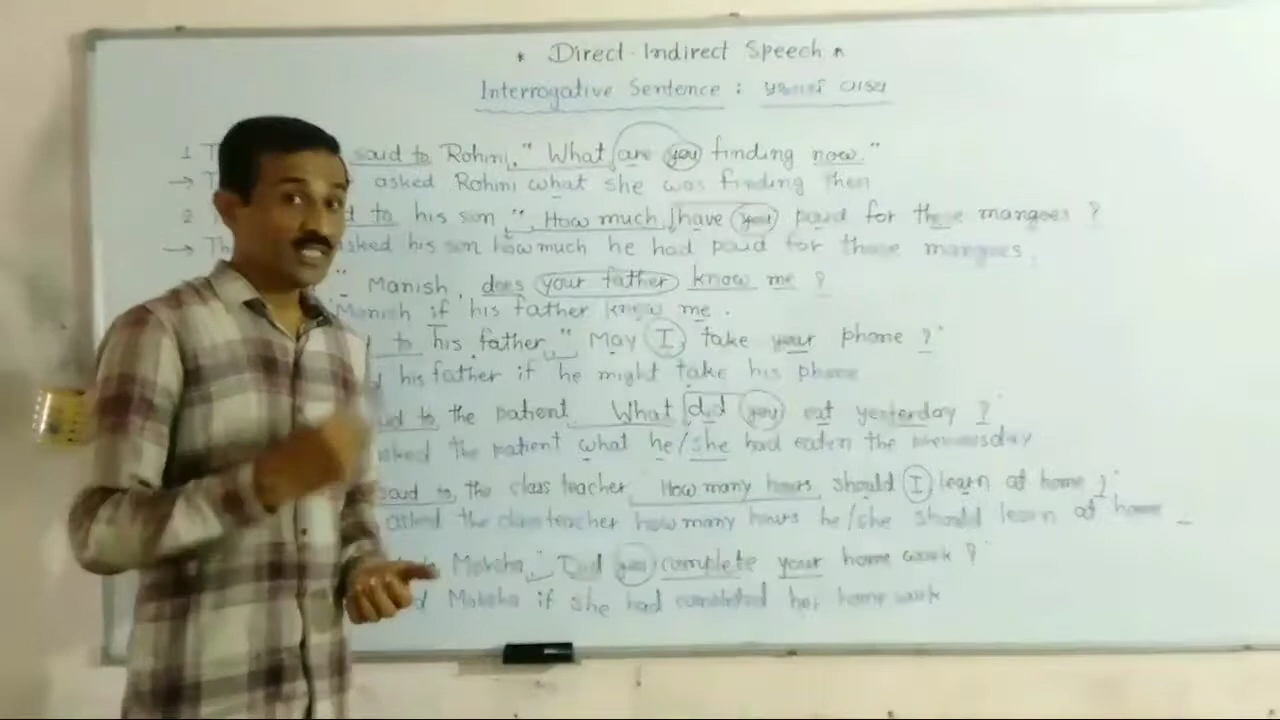 * Direct-Indirect Speech
Interrogative Sentence : પ્રશ્નાર્થ વાક્ય
1 T said to Rohini, " What are you finding now."
→ T asked Rohini what she was finding then
2 d to his son ", How much have you paid for these mangoes ?
→ Th asked his son how much he had paid for those mangoes.
" Manish, does your father know me ?
Manish if his father knew me.
d to his father " May I take your phone ?"
d his father if he might take his phone
aid to the patient What did you eat yesterday ?"
asked the patient what he/she had eaten the previousday
said to the class teacher, How many hours should I learn at home ?"
asked the class teacher how many hours he/she should learn at home
Moksha, " Did you complete your home work ?"
d Moksha if she had completed her home work